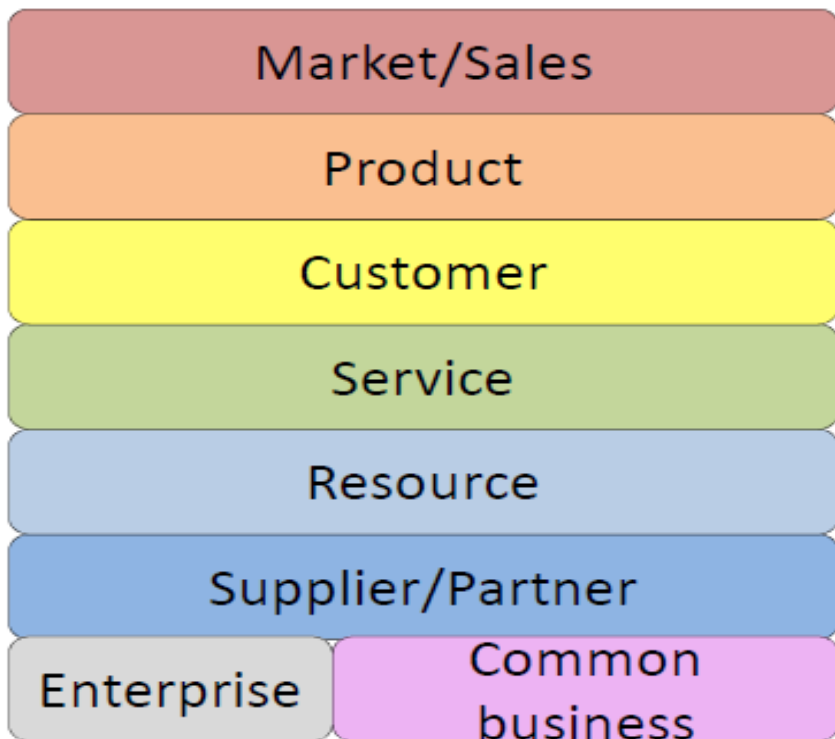 Market/Sales
Product
Customer
Service
Resource
Supplier/Partner
Enterprise
Common
business